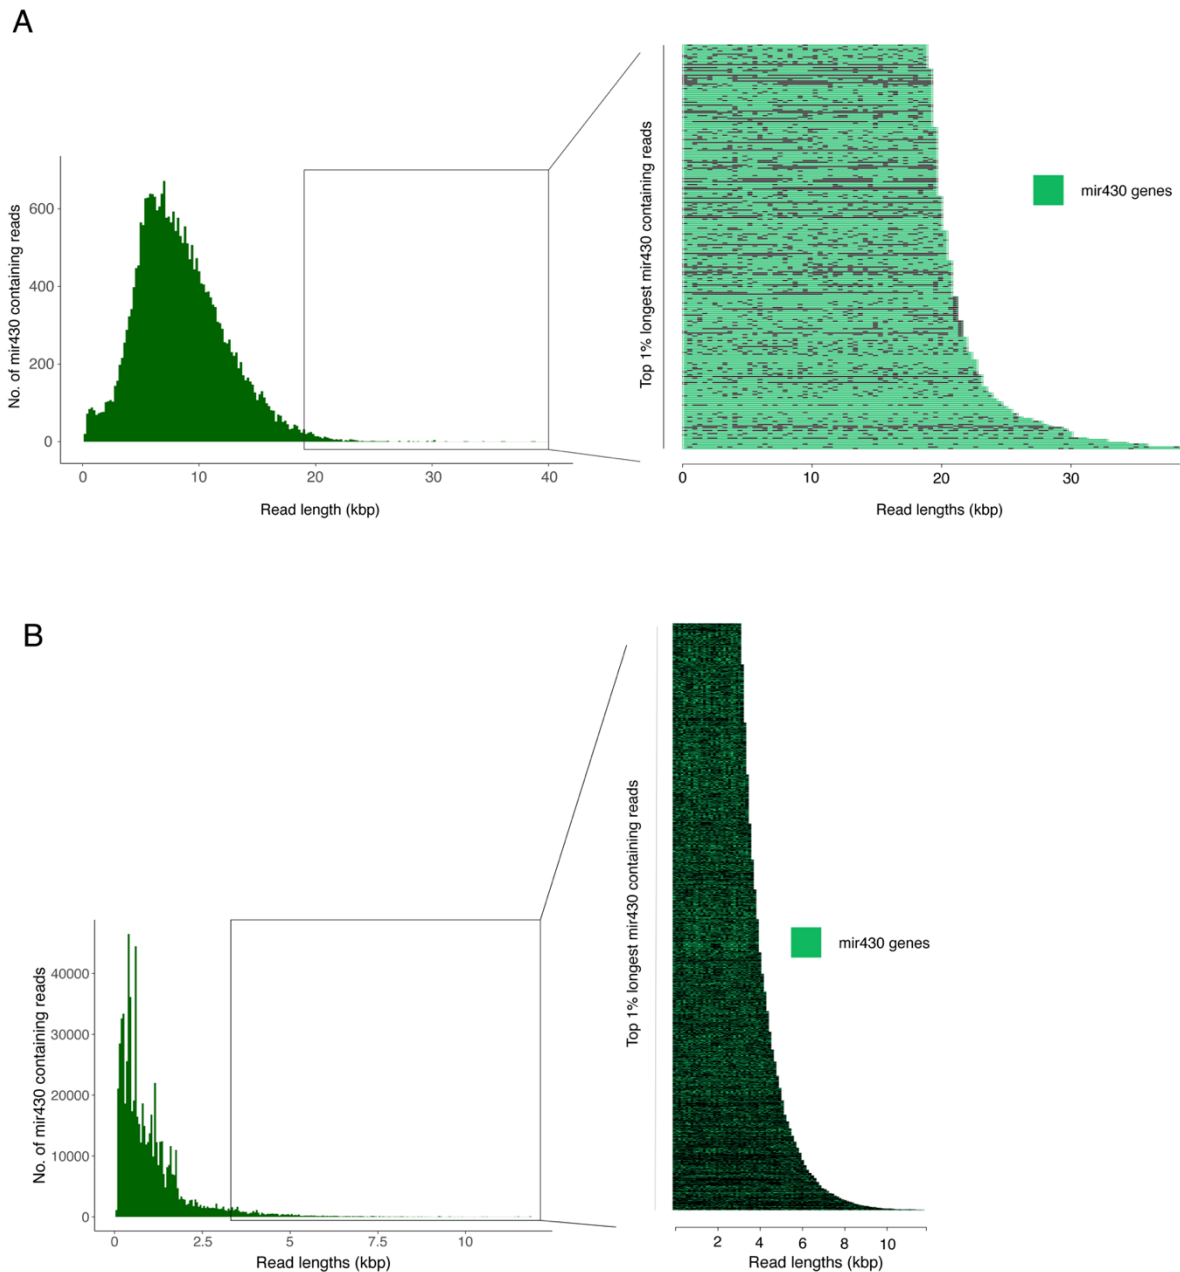 A
No. of mir430 containing reads
600
400
200
0
0 10 20 30 40
Read length (kbp)
Top 1% longest mir430 containing reads
0 10 20 30
Read lengths (kbp)
mir430 genes
B
No. of mir430 containing reads
40000
30000
20000
10000
0
0 2.5 5 7.5 10
Read lengths (kbp)
Top 1% longest mir430 containing reads
2 4 6 8 10
Read lengths (kbp)
mir430 genes